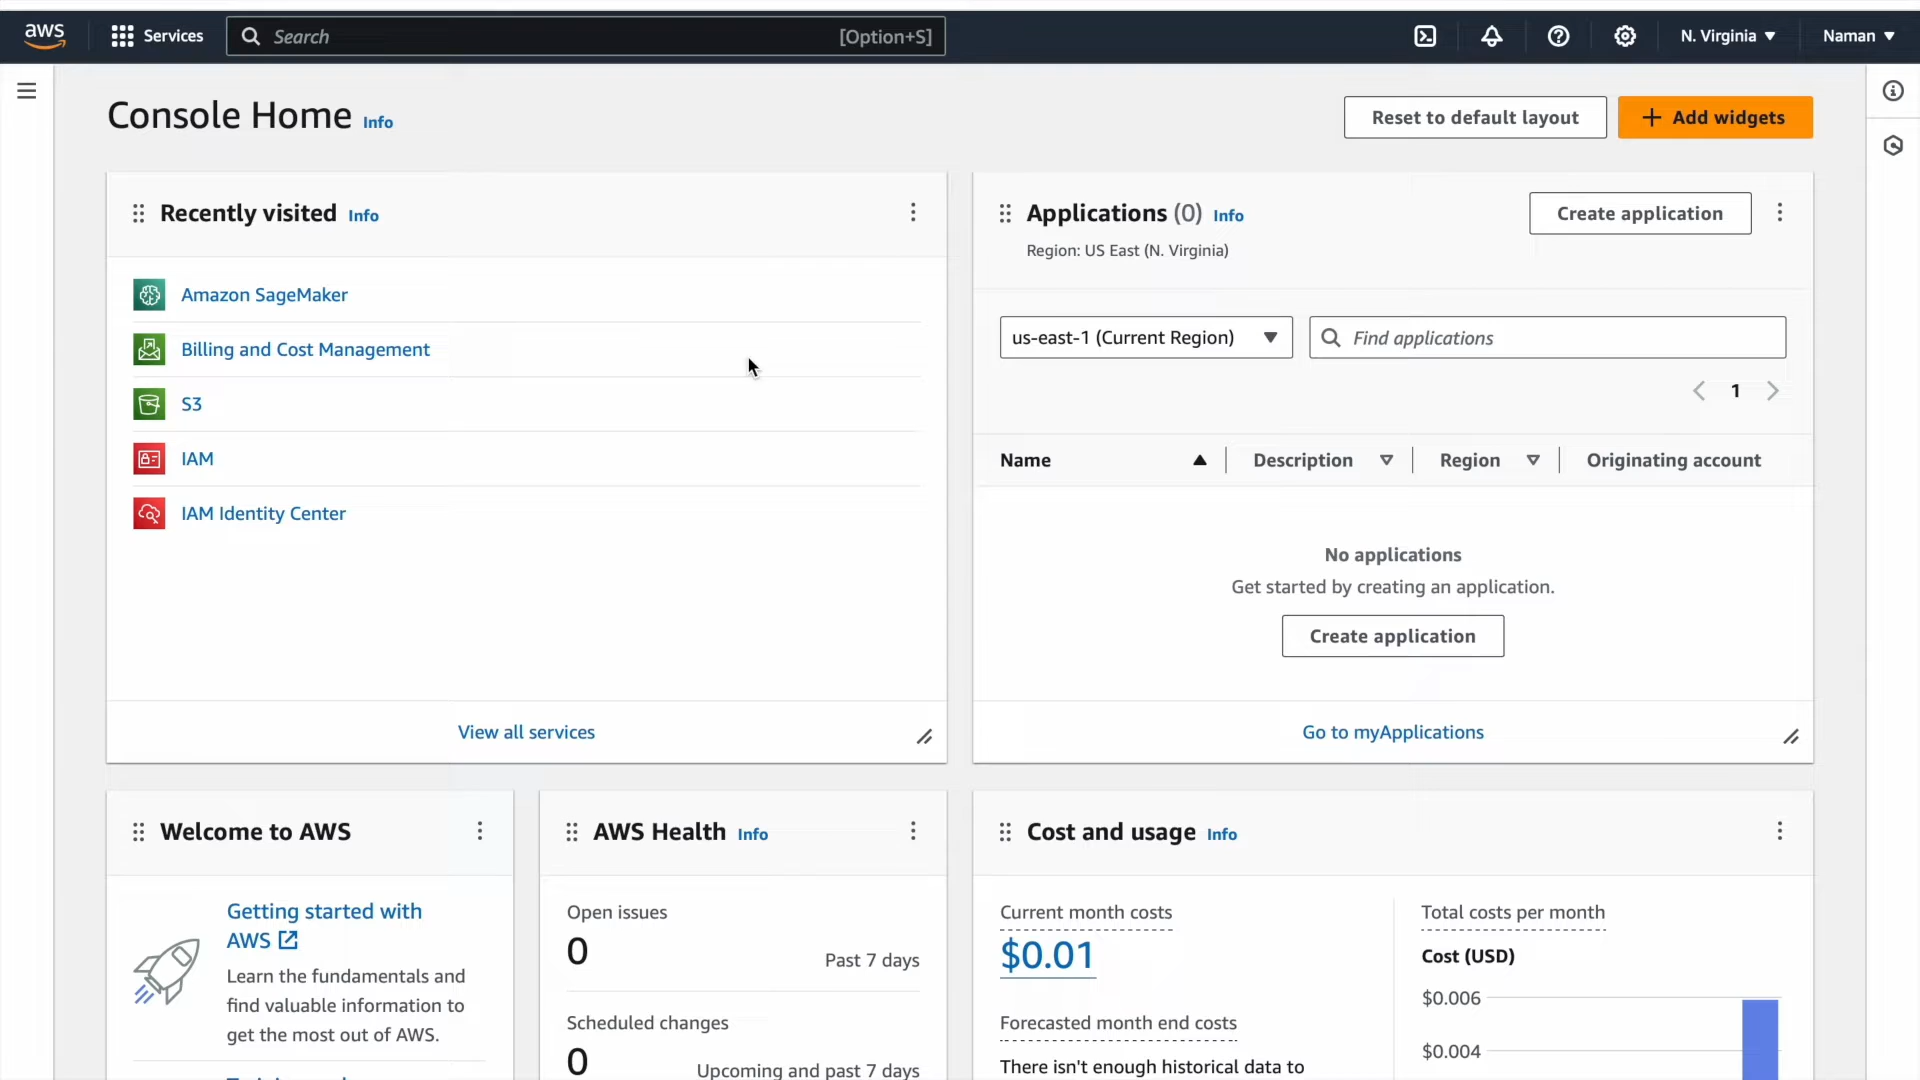 aws
Services
Search
[Option+S]
N. Virginia
Naman
Console Home
Info
Reset to default layout
Add widgets
Recently visited
Info
Amazon SageMaker
Billing and Cost Management
S3
IAM
IAM Identity Center
View all services
Applications (0)
Info
Create application
Region: US East (N. Virginia)
us-east-1 (Current Region)
Find applications
1
Name
Description
Region
Originating account
No applications
Get started by creating an application.
Create application
Go to myApplications
Welcome to AWS
Getting started with
AWS
Learn the fundamentals and
find valuable information to
get the most out of AWS.
AWS Health
Info
Open issues
0
Past 7 days
Scheduled changes
0
Upcoming and past 7 days
Cost and usage
Info
Current month costs
$0.01
Forecasted month end costs
There isn't enough historical data to
Total costs per month
Cost (USD)
$0.006
$0.004